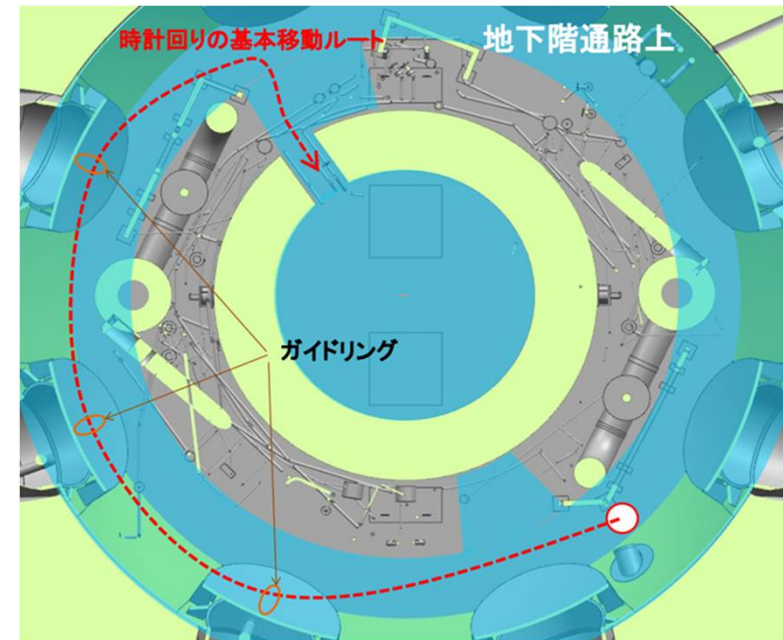 時計回りの基本移動ルート
地下階通路上
ガイドリング